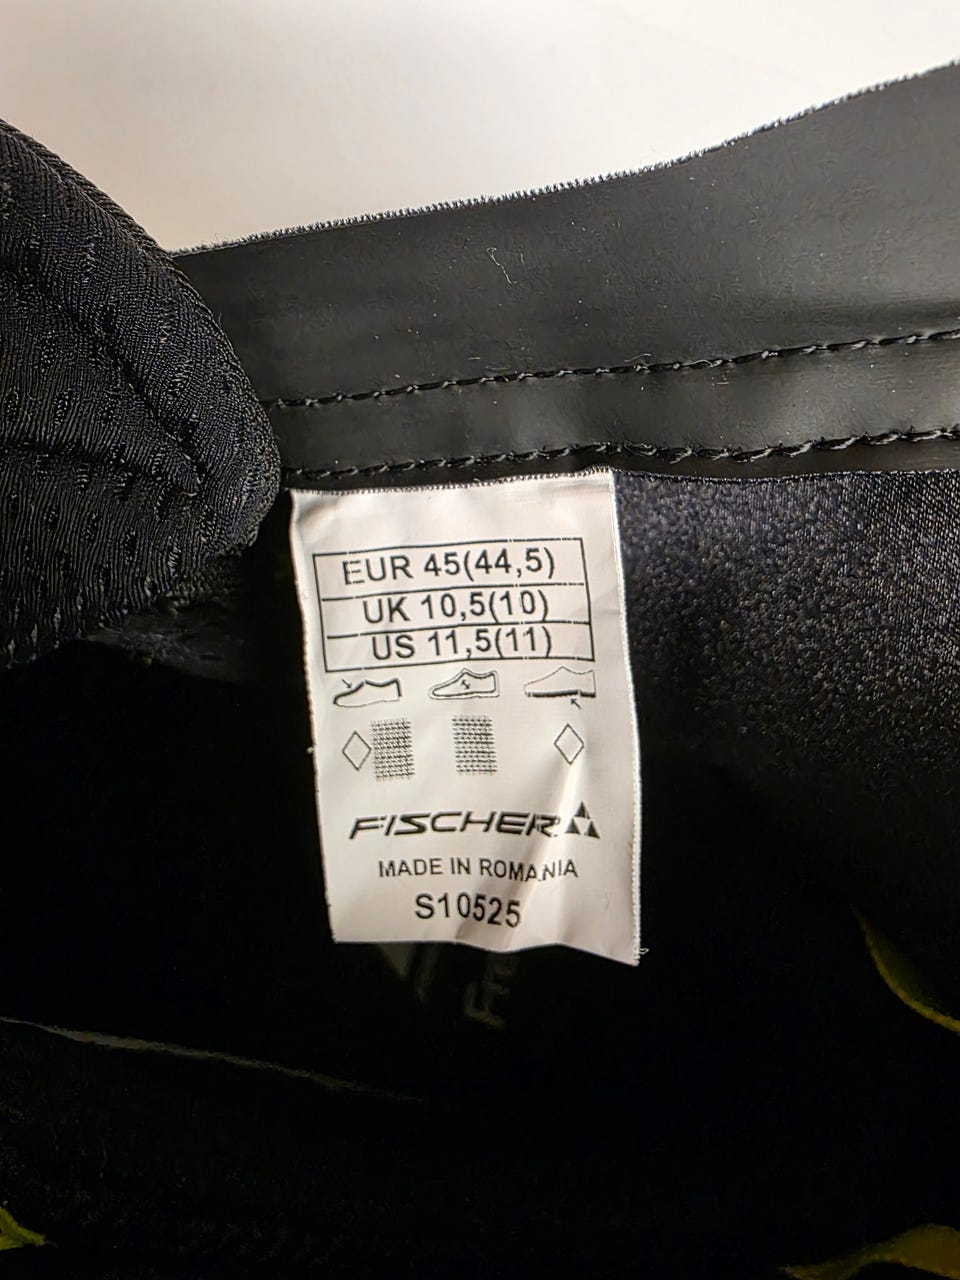 EUR 45(44,5)
UK 10,5(10)
US 11,5(11)
FISCHER
MADE IN ROMANIA
S10525